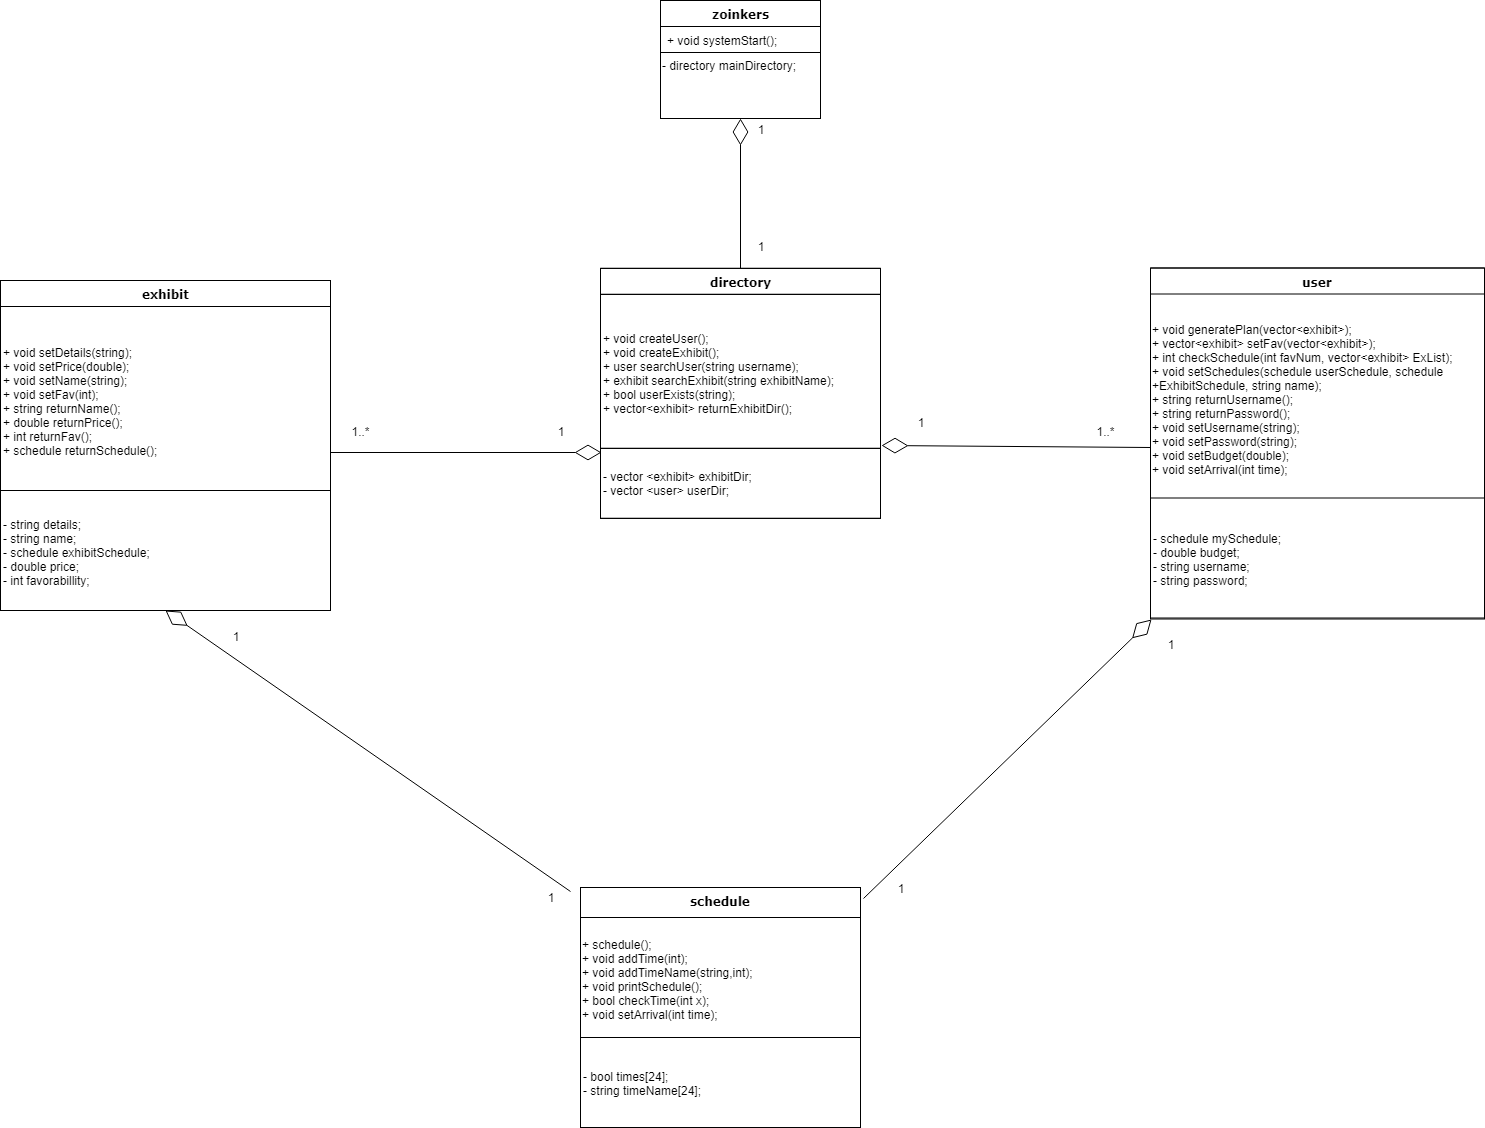 zoinkers
+ void systemStart();
- directory mainDirectory;
1
1
exhibit
+ void setDetails(string);
+ void setPrice(double);
+ void setName(string);
+ void setFav(int);
+ string returnName();
+ double returnPrice();
+ int returnFav();
+ schedule returnSchedule();
- string details;
- string name;
- schedule exhibitSchedule;
- double price;
- int favorabillity;
1..*
1
directory
+ void createUser();
+ void createExhibit();
+ user searchUser(string username);
+ exhibit searchExhibit(string exhibitName);
+ bool userExists(string);
+ vector<exhibit> returnExhibitDir();
- vector <exhibit> exhibitDir;
- vector <user> userDir;
1
1..*
user
+ void generatePlan(vector<exhibit>);
+ vector<exhibit> setFav(vector<exhibit>);
+ int checkSchedule(int favNum, vector<exhibit> ExList);
+ void setSchedules(schedule userSchedule, schedule
+ExhibitSchedule, string name);
+ string returnUsername();
+ string returnPassword();
+ void setUsername(string);
+ void setPassword(string);
+ void setBudget(double);
+ void setArrival(int time);
- schedule mySchedule;
- double budget;
- string username;
- string password;
1
1
1
1
schedule
+ schedule();
+ void addTime(int);
+ void addTimeName(string,int);
+ void printSchedule();
+ bool checkTime(int x);
+ void setArrival(int time);
- bool times[24];
- string timeName[24];